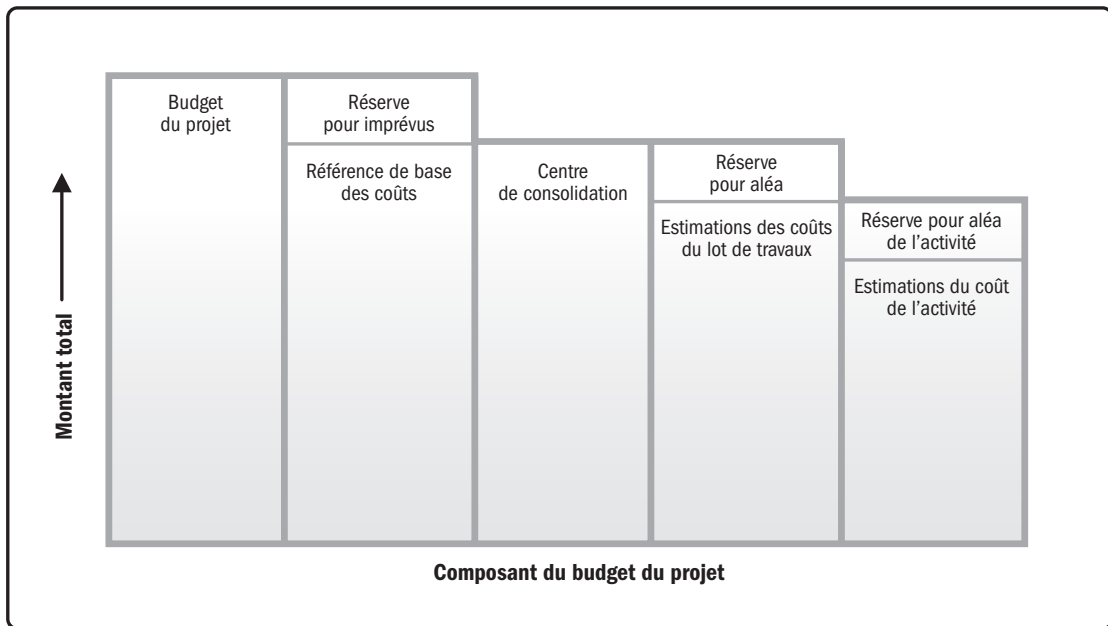 Budget
du projet
Réserve
pour imprévus
Référence de base
des coûts
Centre
de consolidation
Réserve
pour aléa
Estimations des coûts
du lot de travaux
Réserve pour aléa
de l’activité
Estimations du coût
de l’activité
Montant total
Composant du budget du projet